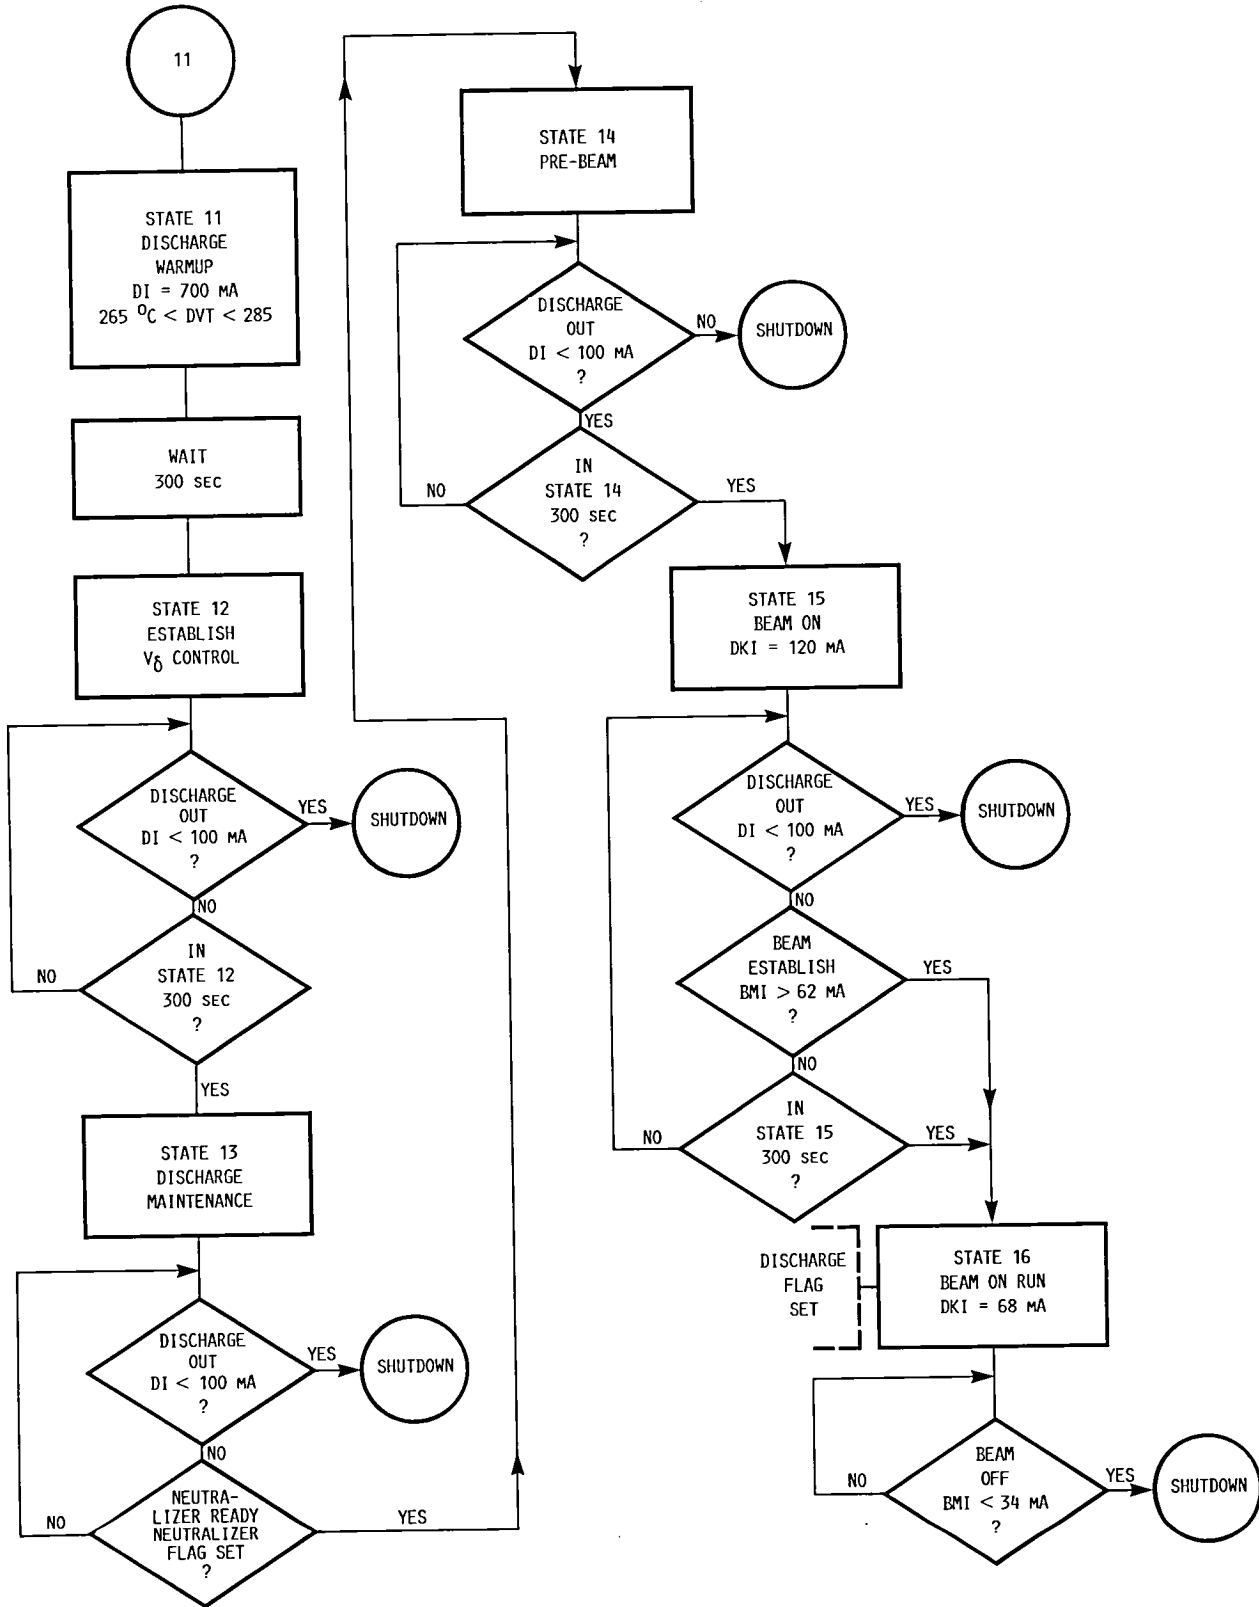 11
STATE 11
DISCHARGE
WARMUP
DI = 700 MA
265 °C < DVT < 285
WAIT
300 SEC
STATE 12
ESTABLISH
Vδ CONTROL
DISCHARGE
OUT
DI < 100 MA
?
YES
SHUTDOWN
NO
IN
STATE 12
300 SEC
?
NO
YES
STATE 13
DISCHARGE
MAINTENANCE
DISCHARGE
OUT
DI < 100 MA
?
YES
SHUTDOWN
NO
NEUTRA-
LIZER READY
NEUTRALIZER
FLAG SET
?
NO
YES
STATE 14
PRE-BEAM
DISCHARGE
OUT
DI < 100 MA
?
NO
SHUTDOWN
YES
IN
STATE 14
300 SEC
?
NO
YES
STATE 15
BEAM ON
DKI = 120 MA
DISCHARGE
OUT
DI < 100 MA
?
YES
SHUTDOWN
NO
BEAM
ESTABLISH
BMI > 62 MA
?
YES
NO
IN
STATE 15
300 SEC
?
NO
YES
DISCHARGE
FLAG
SET
STATE 16
BEAM ON RUN
DKI = 68 MA
BEAM
OFF
BMI < 34 MA
?
NO
YES
SHUTDOWN